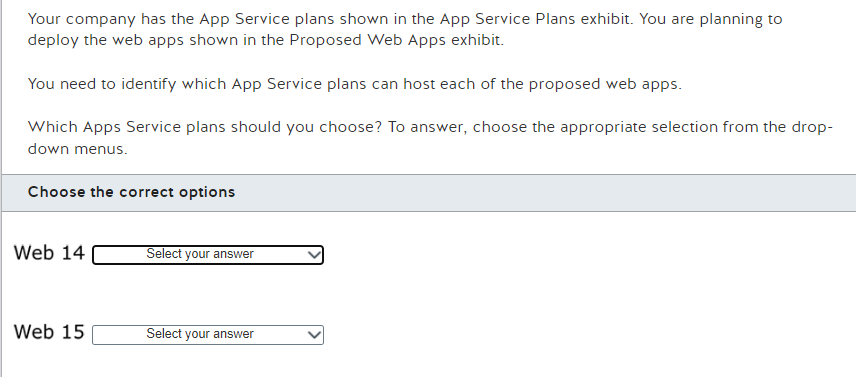 Your company has the App Service plans shown in the App Service Plans exhibit. You are planning to
deploy the web apps shown in the Proposed Web Apps exhibit.
You need to identify which App Service plans can host each of the proposed web apps.
Which Apps Service plans should you choose? To answer, choose the appropriate selection from the drop-
down menus.
Choose the correct options
Web 14 Select your answer
Web 15 Select your answer